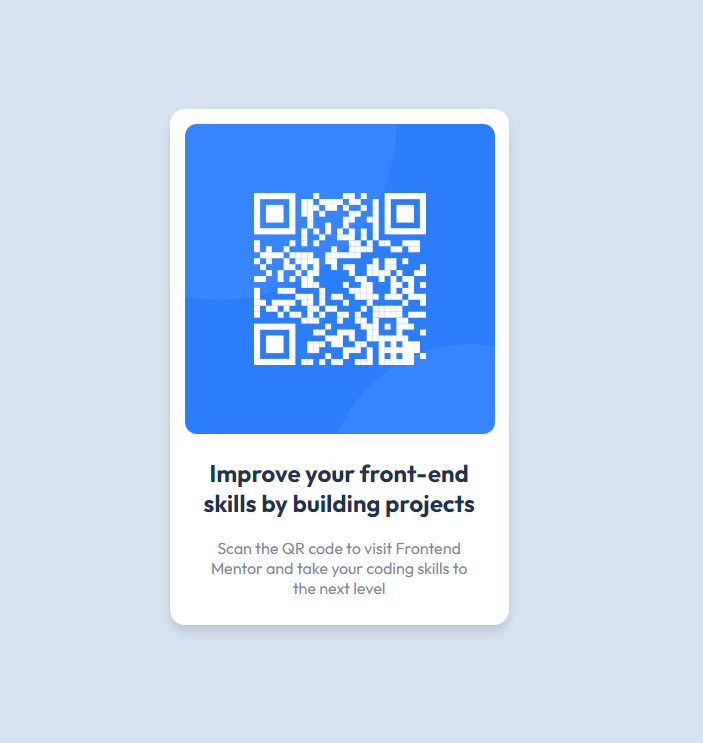 Improve your front-end
skills by building projects
Scan the QR code to visit Frontend
Mentor and take your coding skills to
the next level